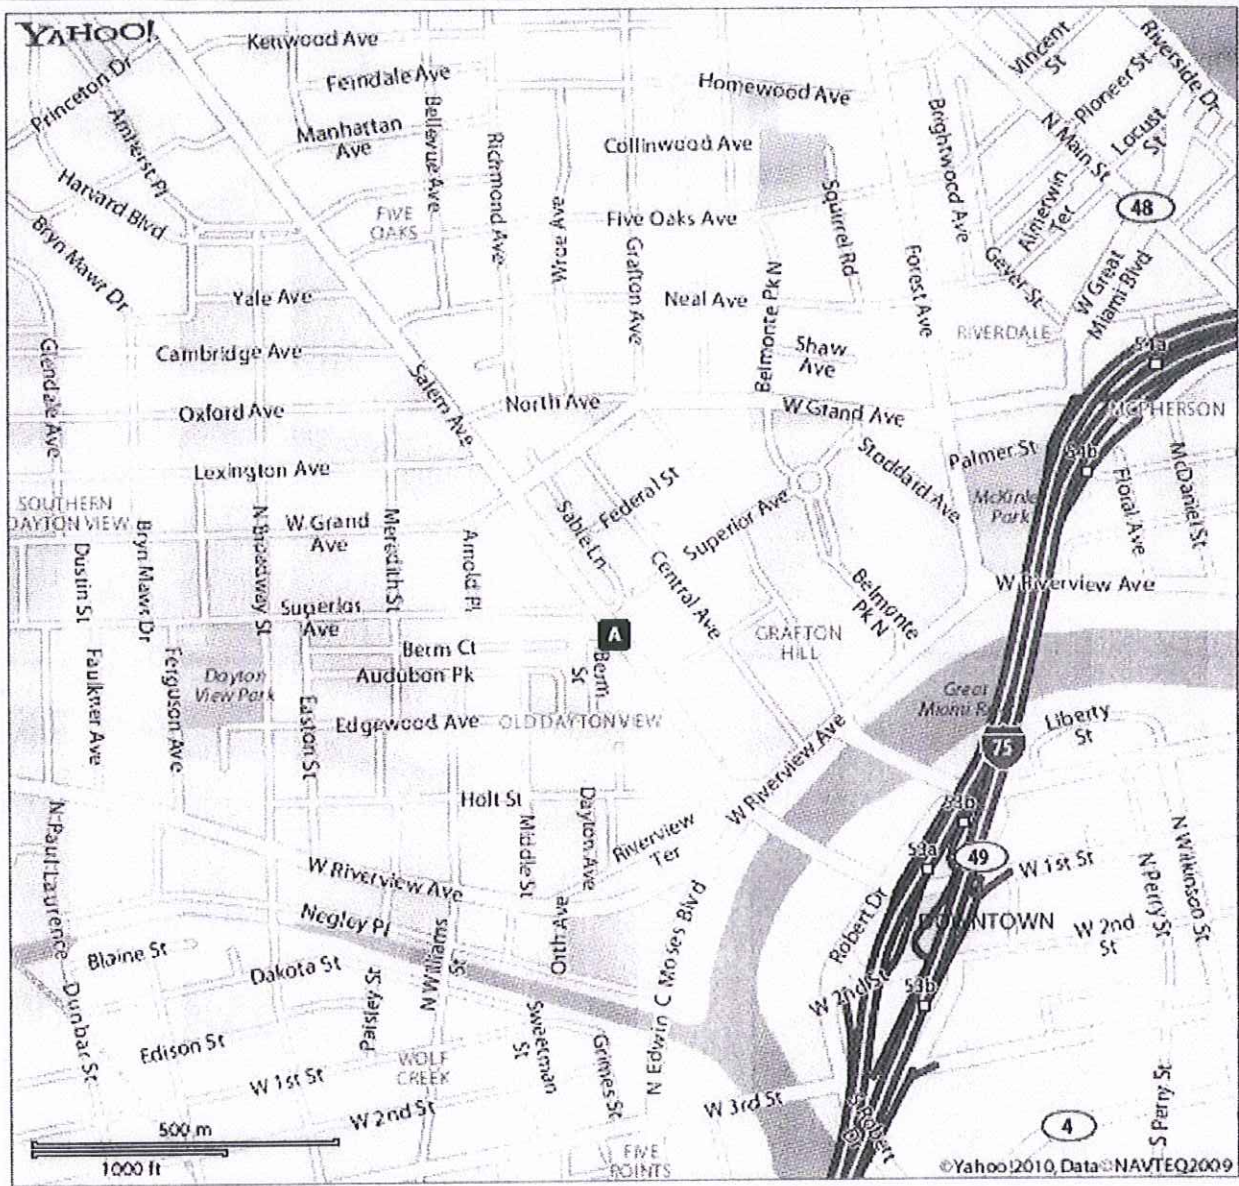 YAHOO!
Kenwood Ave
Ferndale Ave
Princeton Dr
Amherst Pl
Manhattan
Ave
Bellevue Ave
Richmond Ave
Homewood Ave
Collinwood Ave
Vincent
St
Riverside Dr
Pioneer St
N Main St
Locust
St
Brightwood Ave
Almerwin
Ter
48
Harvard Blvd
Bryn Mawr Dr
FIVE
OAKS
Wroe Ave
Five Oaks Ave
Grafton Ave
Squirrel Rd
Forest Ave
Geyer St
W Great
Miami Blvd
Yale Ave
Neal Ave
Belmonte Pk N
RIVERDALE
Glendale Ave
Cambridge Ave
Shaw
Ave
54a
Salem Ave
Oxford Ave
North Ave
W Grand Ave
MCPHERSON
Lexington Ave
Stoddard Ave
Palmer St
54b
McDaniel St
Floral Ave
SOUTHERN
DAYTON VIEW
Federal St
Sable Ln
Superior Ave
McKinle
Park
Bryn Mawr Dr
N Broadway St
W Grand
Ave
Meredith St
Arnold Pl
Dustin St
Central Ave
Belmonte
Pk N
W Riverview Ave
Superior
Ave
A
GRAFTON
HILL
Berm Ct
Audubon Pk
Berm
St
Faulkner Ave
Ferguson Ave
Dayton
View Park
Easton St
Edgewood Ave
OLD DAYTON VIEW
Great
Miami R
Liberty
St
75
W Riverview Ave
Holt St
Middle St
Dayton Ave
Riverview
Ter
53b
53a
49
W 1st St
N Perry St
N Wilkinson St
N Paul Laurence
Dunbar St
W Riverview Ave
Negley Pl
Orth Ave
N Edwin C Moses Blvd
Robert Dr
DOWNTOWN
W 2nd
St
Blaine St
Dakota St
Paisley St
N Williams
St
W 2nd St
53b
Edison St
Sweetman
St
Grimes St
WOLF
CREEK
W 1st St
W 2nd St
W 3rd St
S Robert
D
4
S Perry St
FIVE
POINTS
500 m
1000 ft
©Yahoo!2010, Data©NAVTEQ2009